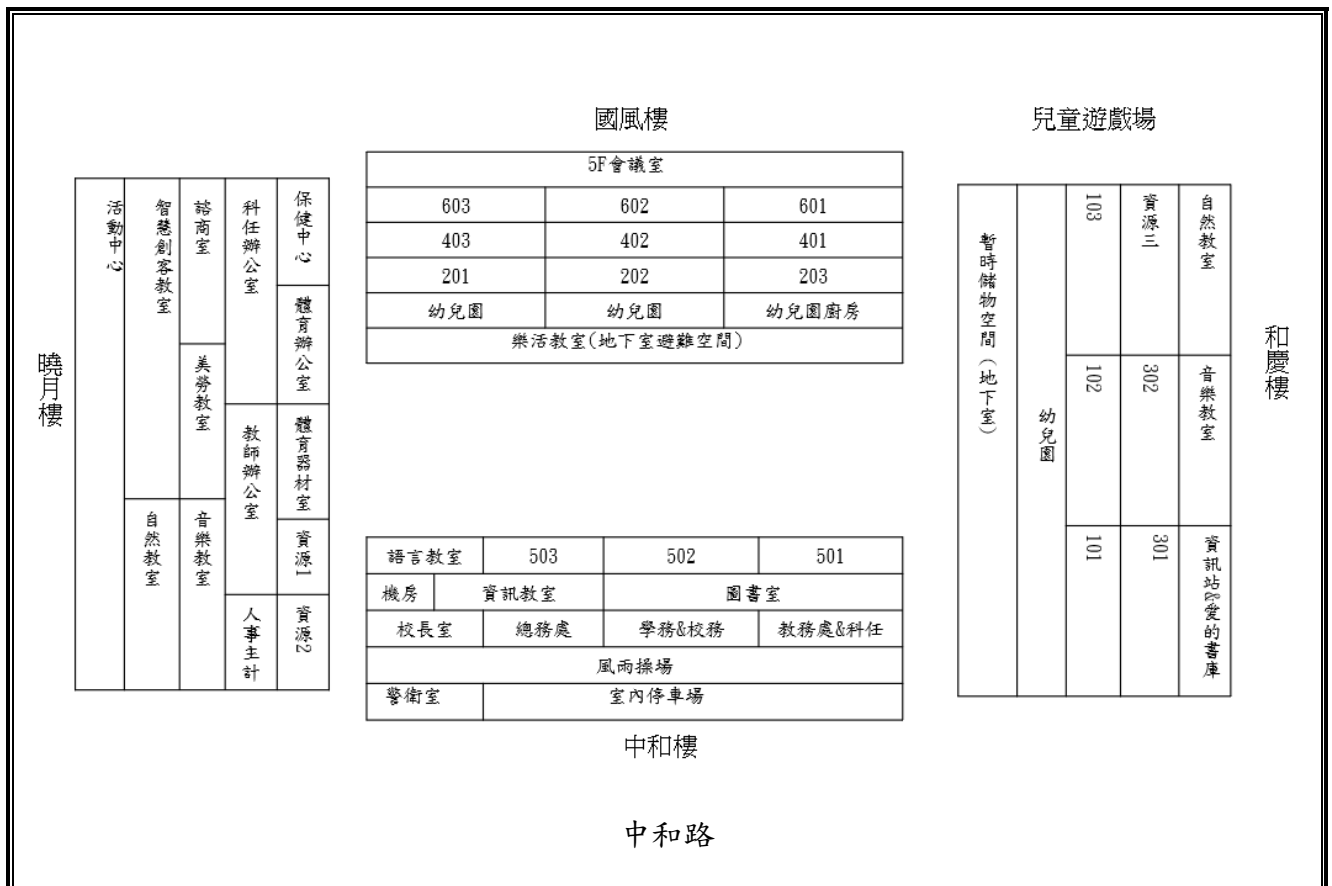 國風樓
兒童遊戲場
5F會議室
603 602 601
403 402 401
201 202 203
幼兒園 幼兒園 幼兒園廚房
樂活教室(地下室避難空間)
曉月樓
活動中心
智慧創客教室
自然教室
諮商室
美勞教室
音樂教室
科任辦公室
教師辦公室
人事主計
保健中心
體育辦公室
體育器材室
資源1
資源2
語言教室 503 502 501
機房 資訊教室 圖書室
校長室 總務處 學務&校務 教務處&科任
風雨操場
警衛室 室內停車場
中和樓
暫時儲物空間(地下室)
幼兒園
103
102
101
資源三
302
301
自然教室
音樂教室
資訊站&愛的書庫
和慶樓
中和路